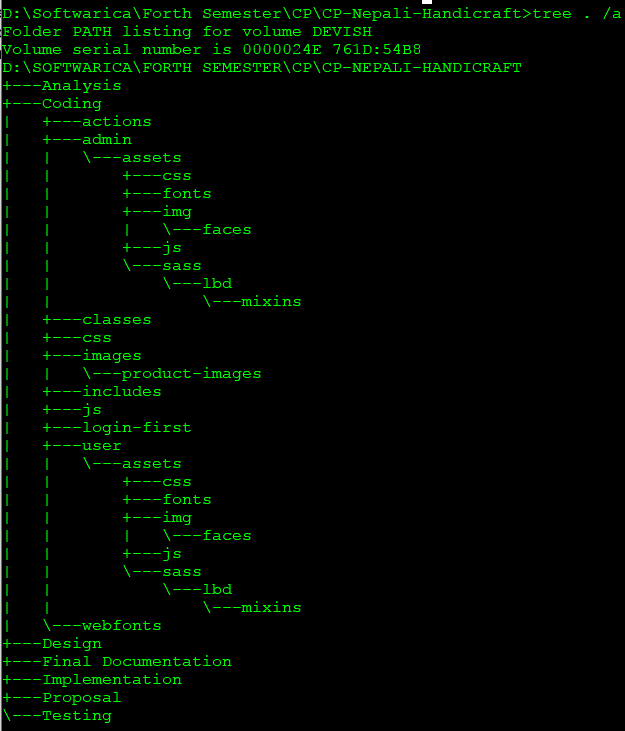 D:\Softwarica\Forth Semester\CP\CP-Nepali-Handicraft>tree . /a
Folder PATH listing for volume DEVISH
Volume serial number is 0000024E 761D:54B8
D:\SOFTWARICA\FORTH SEMESTER\CP\CP-NEPALI-HANDICRAFT
+---Analysis
+---Coding
|   +---actions
|   +---admin
|   |   \---assets
|   |       +---css
|   |       +---fonts
|   |       +---img
|   |       |   \---faces
|   |       +---js
|   |       \---sass
|   |           \---lbd
|   |               \---mixins
|   +---classes
|   +---css
|   +---images
|   |   \---product-images
|   +---includes
|   +---js
|   +---login-first
|   +---user
|   |   \---assets
|   |       +---css
|   |       +---fonts
|   |       +---img
|   |       |   \---faces
|   |       +---js
|   |       \---sass
|   |           \---lbd
|   |               \---mixins
|   \---webfonts
+---Design
+---Final Documentation
+---Implementation
+---Proposal
\---Testing